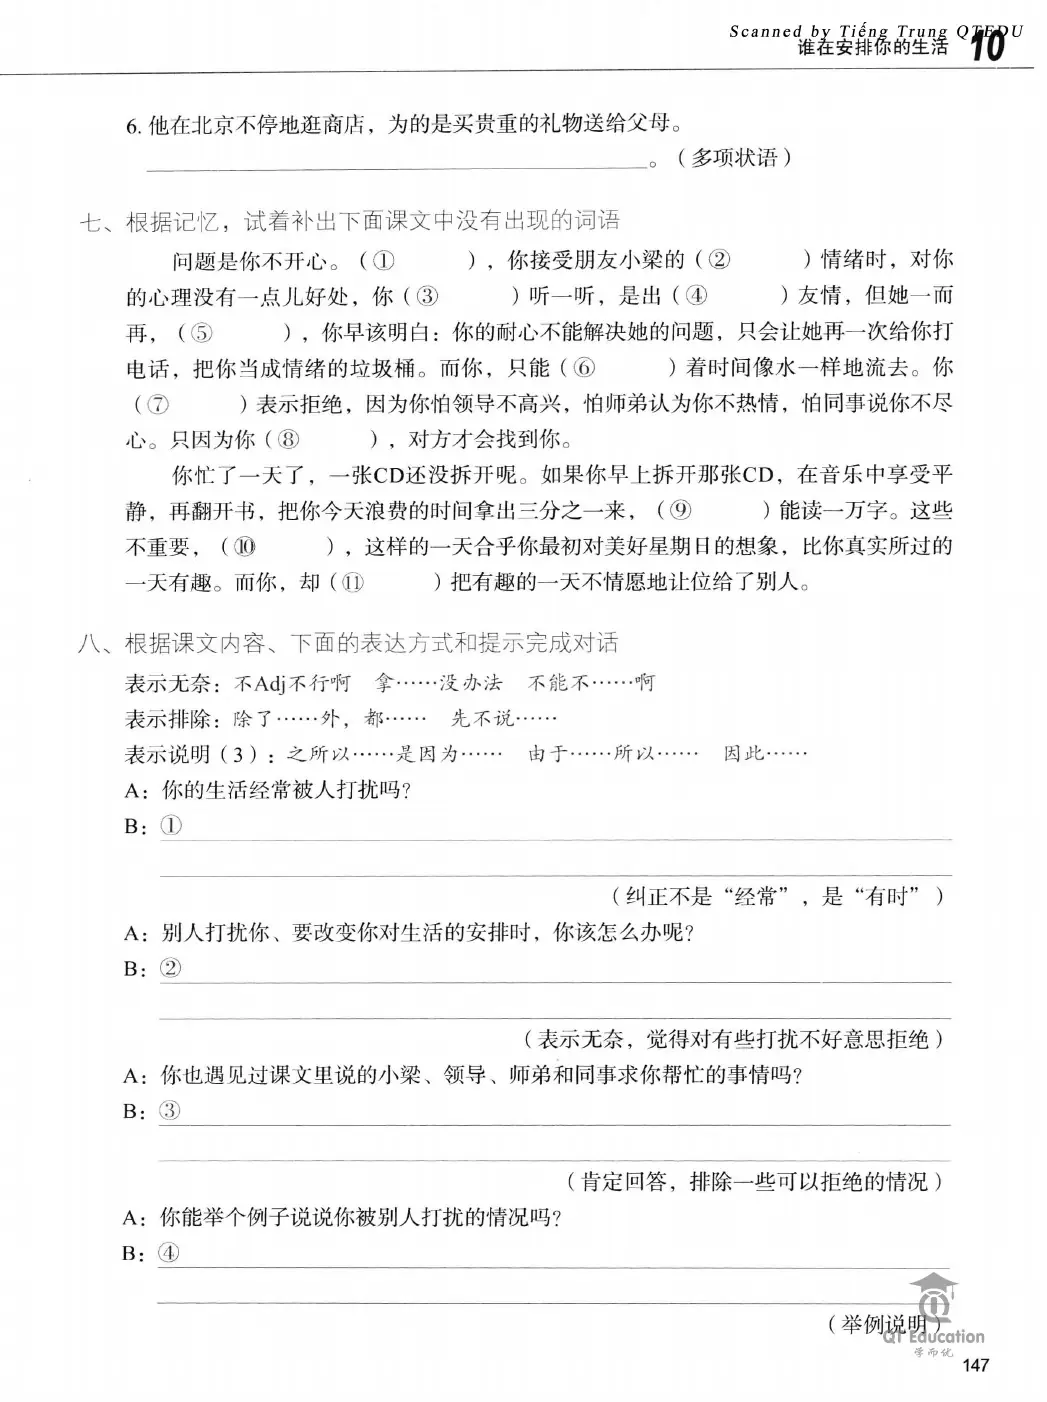 Scanned by Tiếng Trung QTEDU
谁在安排你的生活 10
6. 他在北京不停地逛商店，为的是买贵重的礼物送给父母。
。（多项状语）
七、根据记忆，试着补出下面课文中没有出现的词语
问题是你不开心。（① ），你接受朋友小梁的（② ）情绪时，对你
的心理没有一点儿好处，你（③ ）听一听，是出（④ ）友情，但她一而
再，（⑤ ），你早该明白：你的耐心不能解决她的问题，只会让她再一次给你打
电话，把你当成情绪的垃圾桶。而你，只能（⑥ ）着时间像水一样地流去。你
（⑦ ）表示拒绝，因为你怕领导不高兴，怕师弟认为你不热情，怕同事说你不尽
心。只因为你（⑧ ），对方才会找到你。
你忙了一天了，一张CD还没拆开呢。如果你早上拆开那张CD，在音乐中享受平
静，再翻开书，把你今天浪费的时间拿出三分之一来，（⑨ ）能读一万字。这些
不重要，（⑩ ），这样的一天合乎你最初对美好星期日的想象，比你真实所过的
一天有趣。而你，却（⑪ ）把有趣的一天不情愿地让位给了别人。
八、根据课文内容、下面的表达方式和提示完成对话
表示无奈：不Adj不行啊 拿……没办法 不能不……啊
表示排除：除了……外，都…… 先不说……
表示说明（3）：之所以……是因为…… 由于……所以…… 因此……
A：你的生活经常被人打扰吗？
B：①
（纠正不是“经常”，是“有时”）
A：别人打扰你、要改变你对生活的安排时，你该怎么办呢？
B：②
（表示无奈，觉得对有些打扰不好意思拒绝）
A：你也遇见过课文里说的小梁、领导、师弟和同事求你帮忙的事情吗？
B：③
（肯定回答，排除一些可以拒绝的情况）
A：你能举个例子说说你被别人打扰的情况吗？
B：④
（举例说明）
QT Education
学而优
147